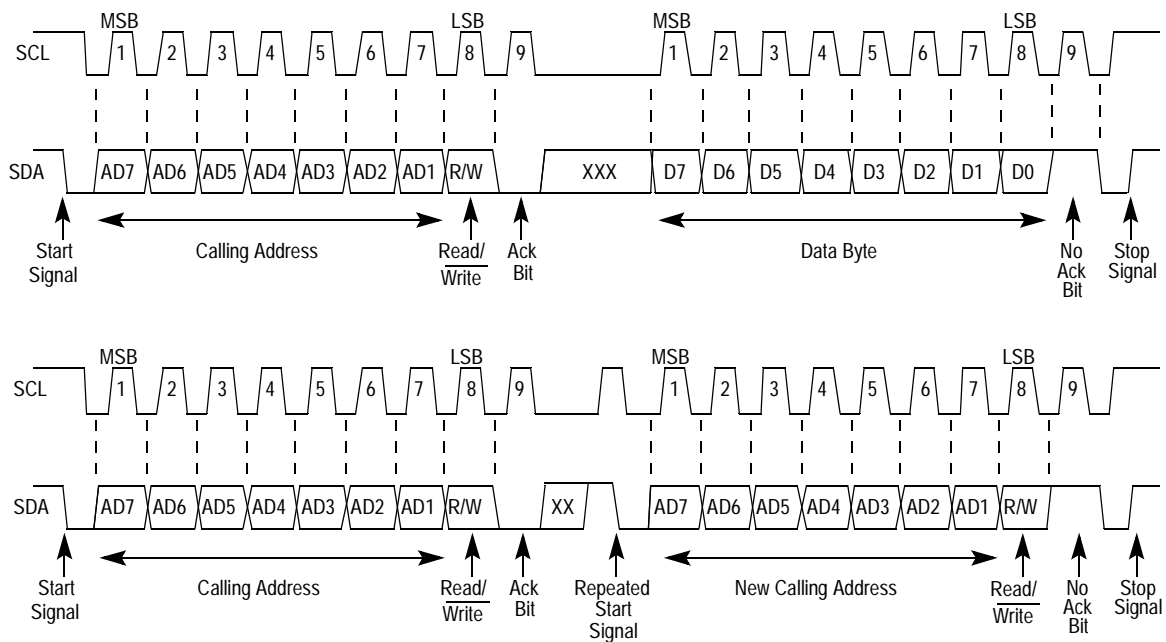 MSB LSB MSB LSB
SCL 1 2 3 4 5 6 7 8 9 1 2 3 4 5 6 7 8 9
SDA AD7 AD6 AD5 AD4 AD3 AD2 AD1 R/W XXX D7 D6 D5 D4 D3 D2 D1 D0
Start Calling Address Read/ Ack Data Byte No Stop
Signal Write Bit Ack Signal
Bit
MSB LSB MSB LSB
SCL 1 2 3 4 5 6 7 8 9 1 2 3 4 5 6 7 8 9
SDA AD7 AD6 AD5 AD4 AD3 AD2 AD1 R/W XX AD7 AD6 AD5 AD4 AD3 AD2 AD1 R/W
Start Calling Address Read/ Ack Repeated New Calling Address Read/ No Stop
Signal Write Bit Start Write Ack Signal
Signal Bit